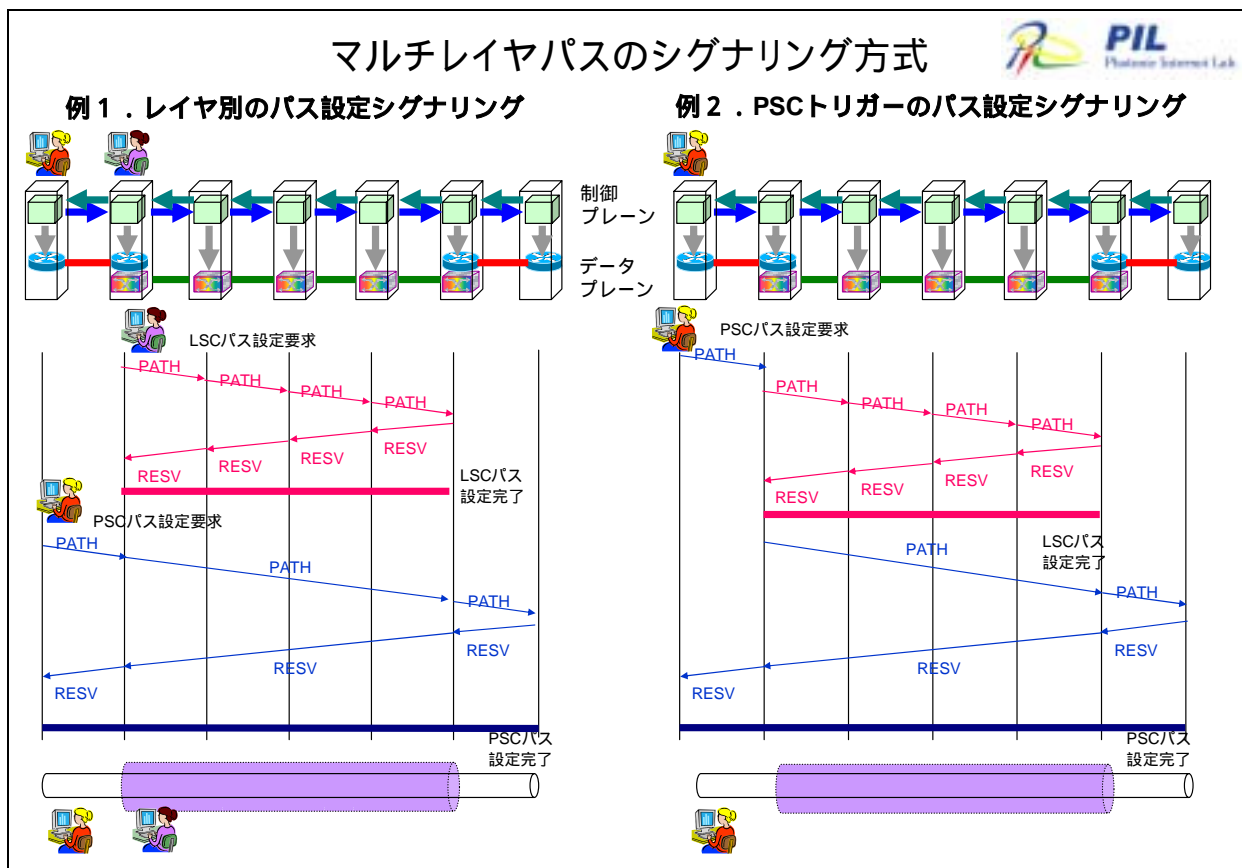 マルチレイヤパスのシグナリング方式
PIL
Photonic Internet Lab
例１．レイヤ別のパス設定シグナリング
制御
プレーン
データ
プレーン
LSCパス設定要求
PATH
PATH
PATH
PATH
RESV
RESV
RESV
RESV
LSCパス
設定完了
PSCパス設定要求
PATH
PATH
PATH
RESV
RESV
RESV
PSCパス
設定完了
例２．PSCトリガーのパス設定シグナリング
PSCパス設定要求
PATH
PATH
PATH
PATH
PATH
RESV
RESV
RESV
RESV
LSCパス
設定完了
PATH
PATH
RESV
RESV
RESV
PSCパス
設定完了